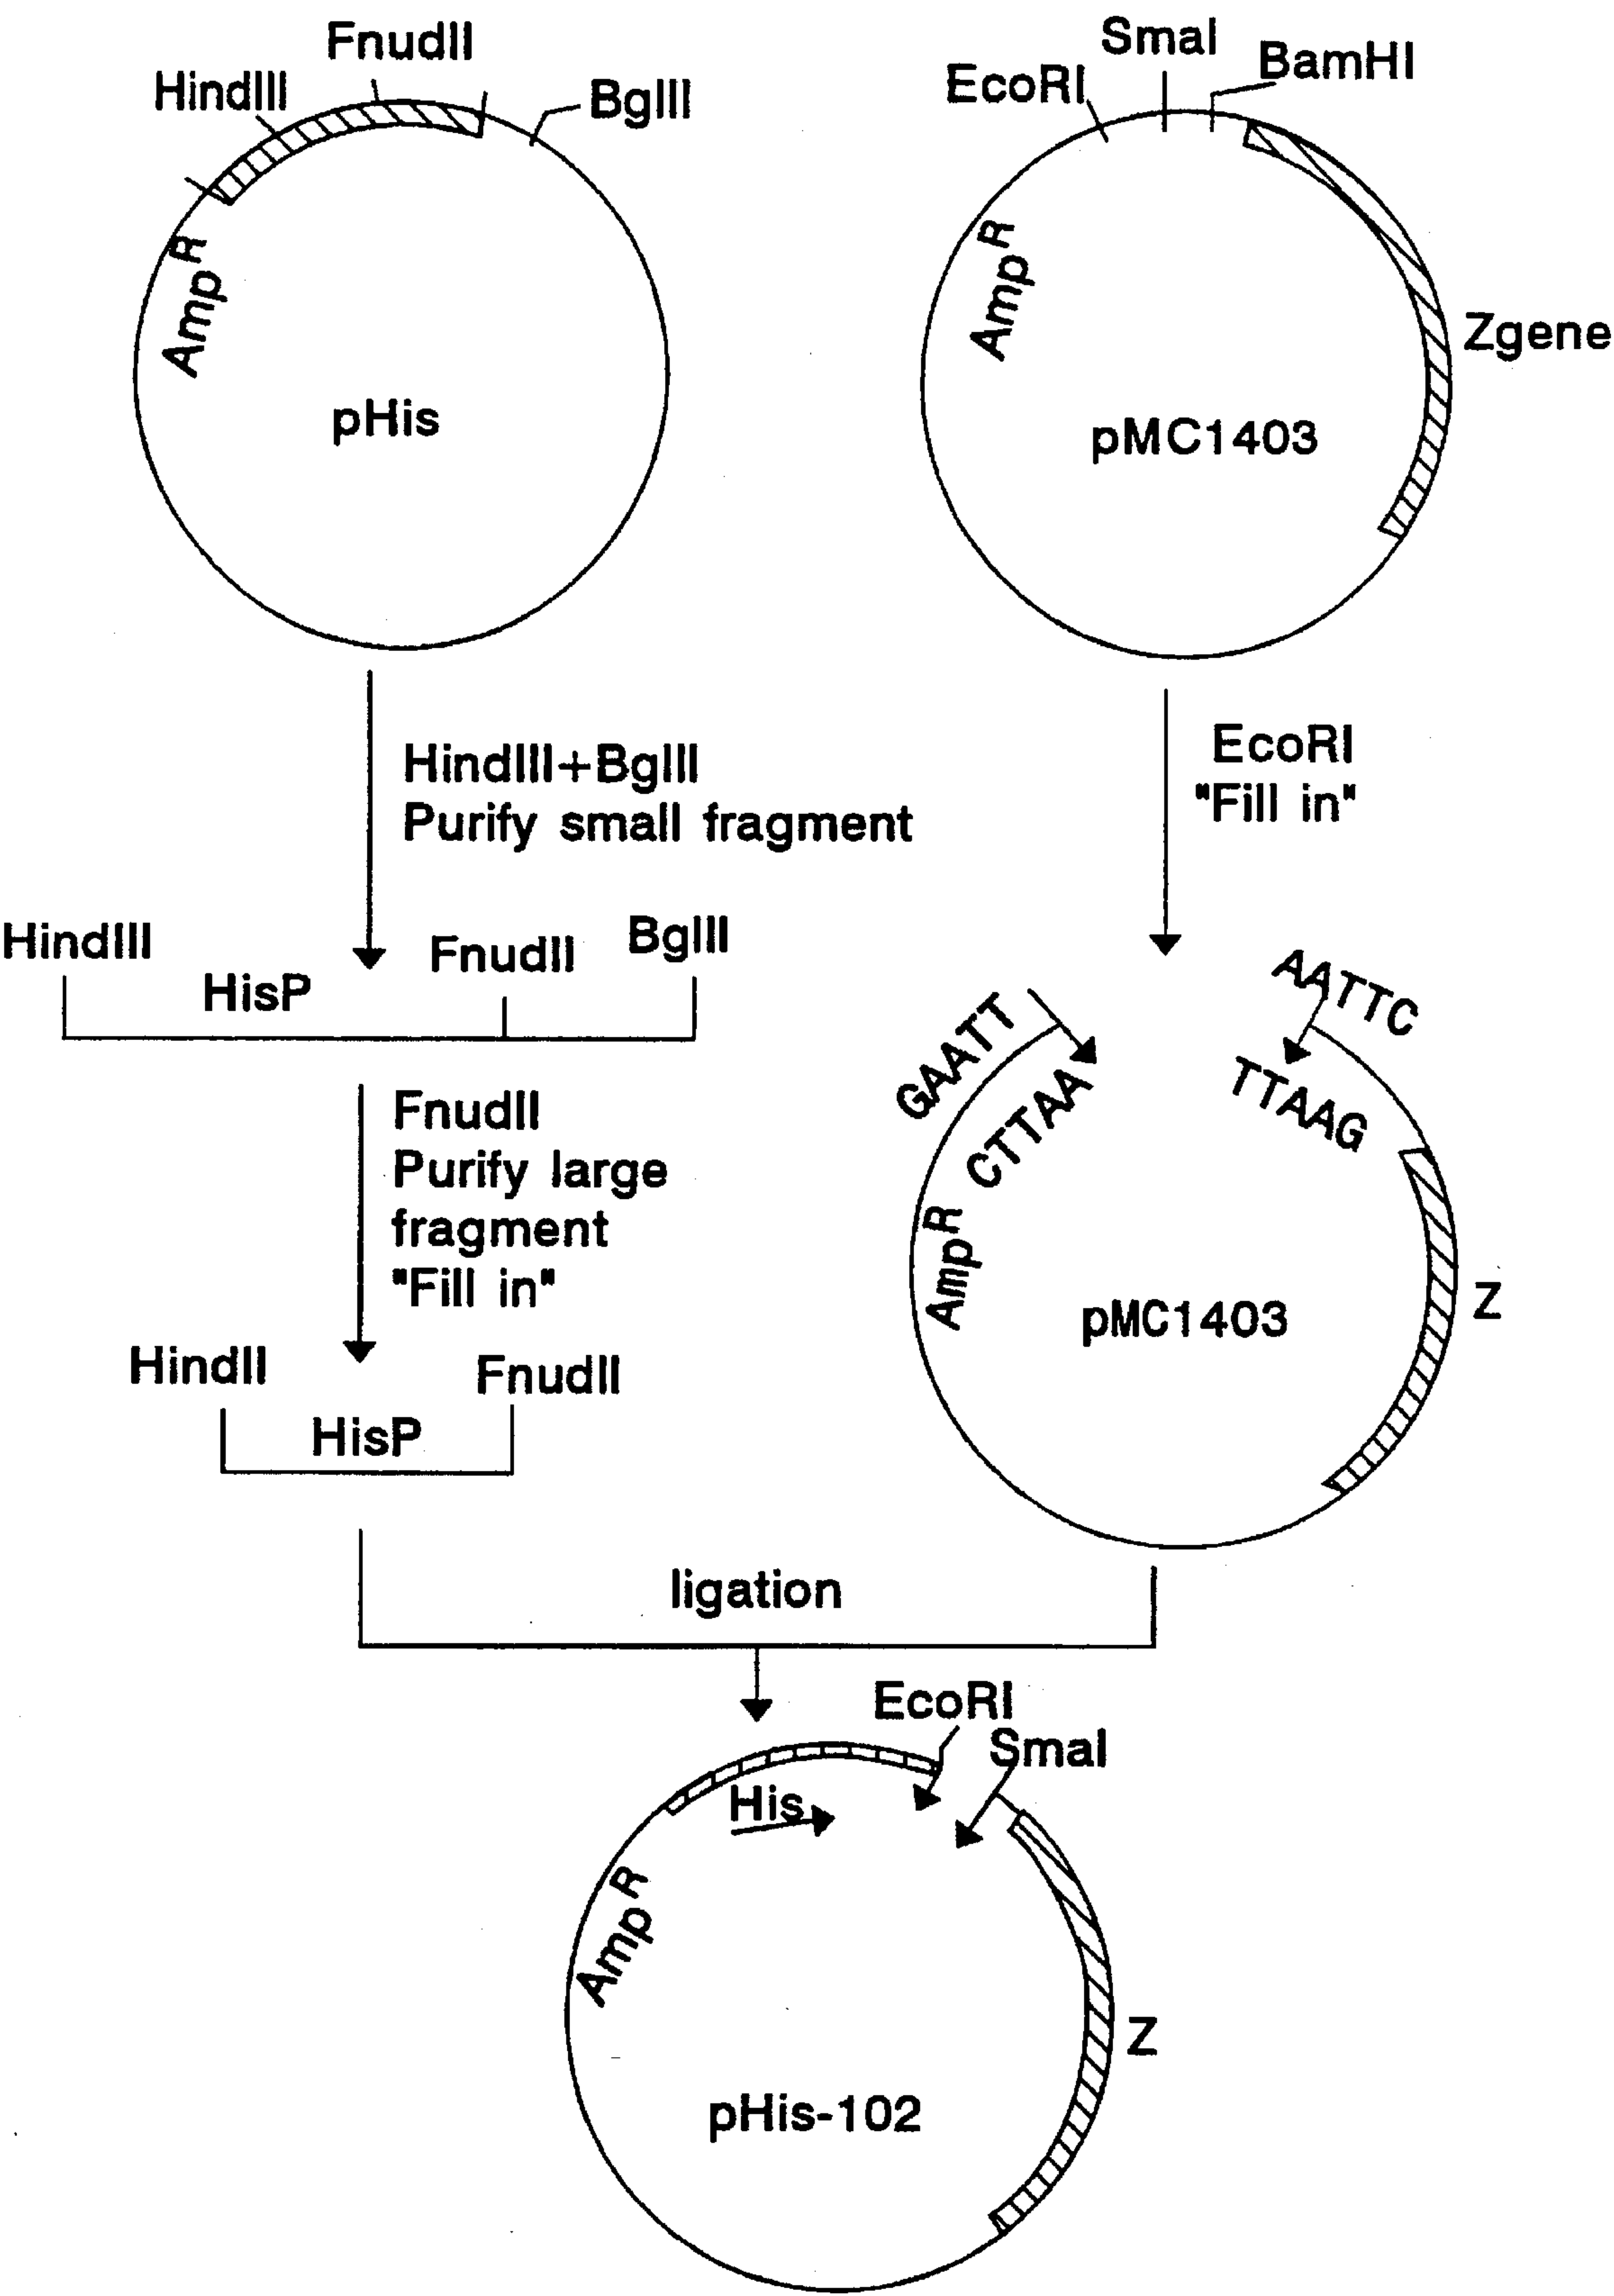 FnudII
HindIII
BglII
Amp R
pHis
SmaI
EcoRI
BamHI
Amp R
Zgene
pMC1403
HindIII+BglII
Purify small fragment
EcoRI
"Fill in"
HindIII
HisP
FnudII
BglII
GAATT
CTTAA
AATTC
TTAAG
Amp R
pMC1403
Z
FnudII
Purify large
fragment
"Fill in"
HindII
FnudII
HisP
ligation
EcoRI
SmaI
His
Amp R
Z
pHis-102